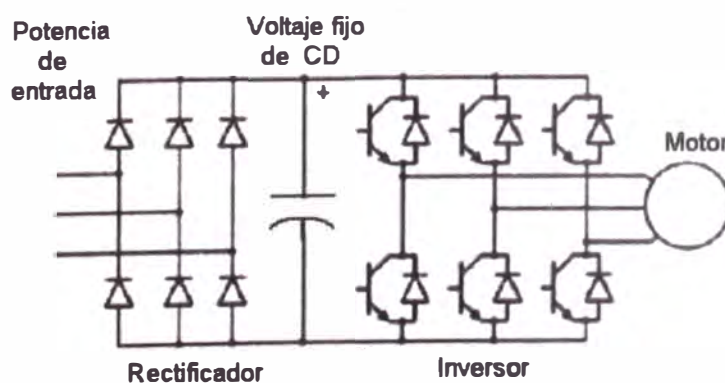 Potencia
de
entrada
Voltaje fijo
de CD
+
Motor
Rectificador
Inversor